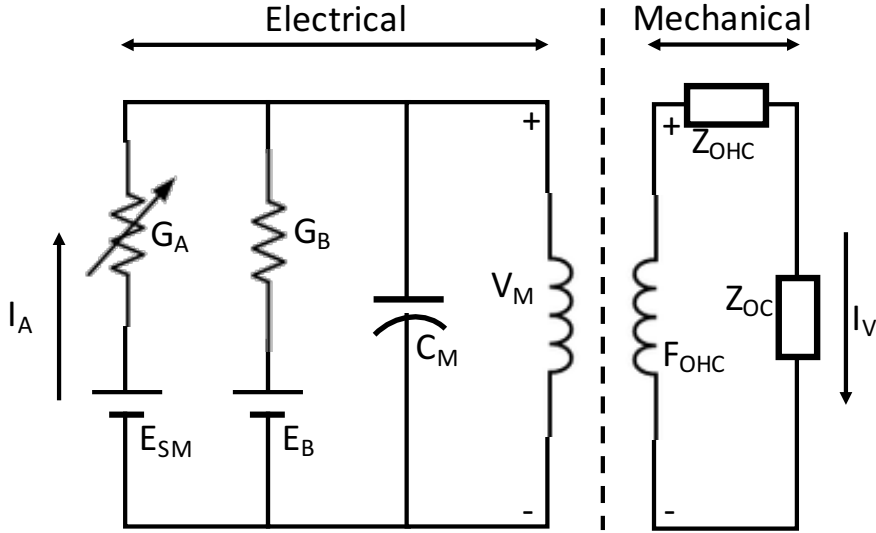 Electrical
Mechanical
+
+
Z_OHC
G_A
G_B
V_M
Z_OC
I_A
I_V
C_M
F_OHC
E_SM
E_B
-
-